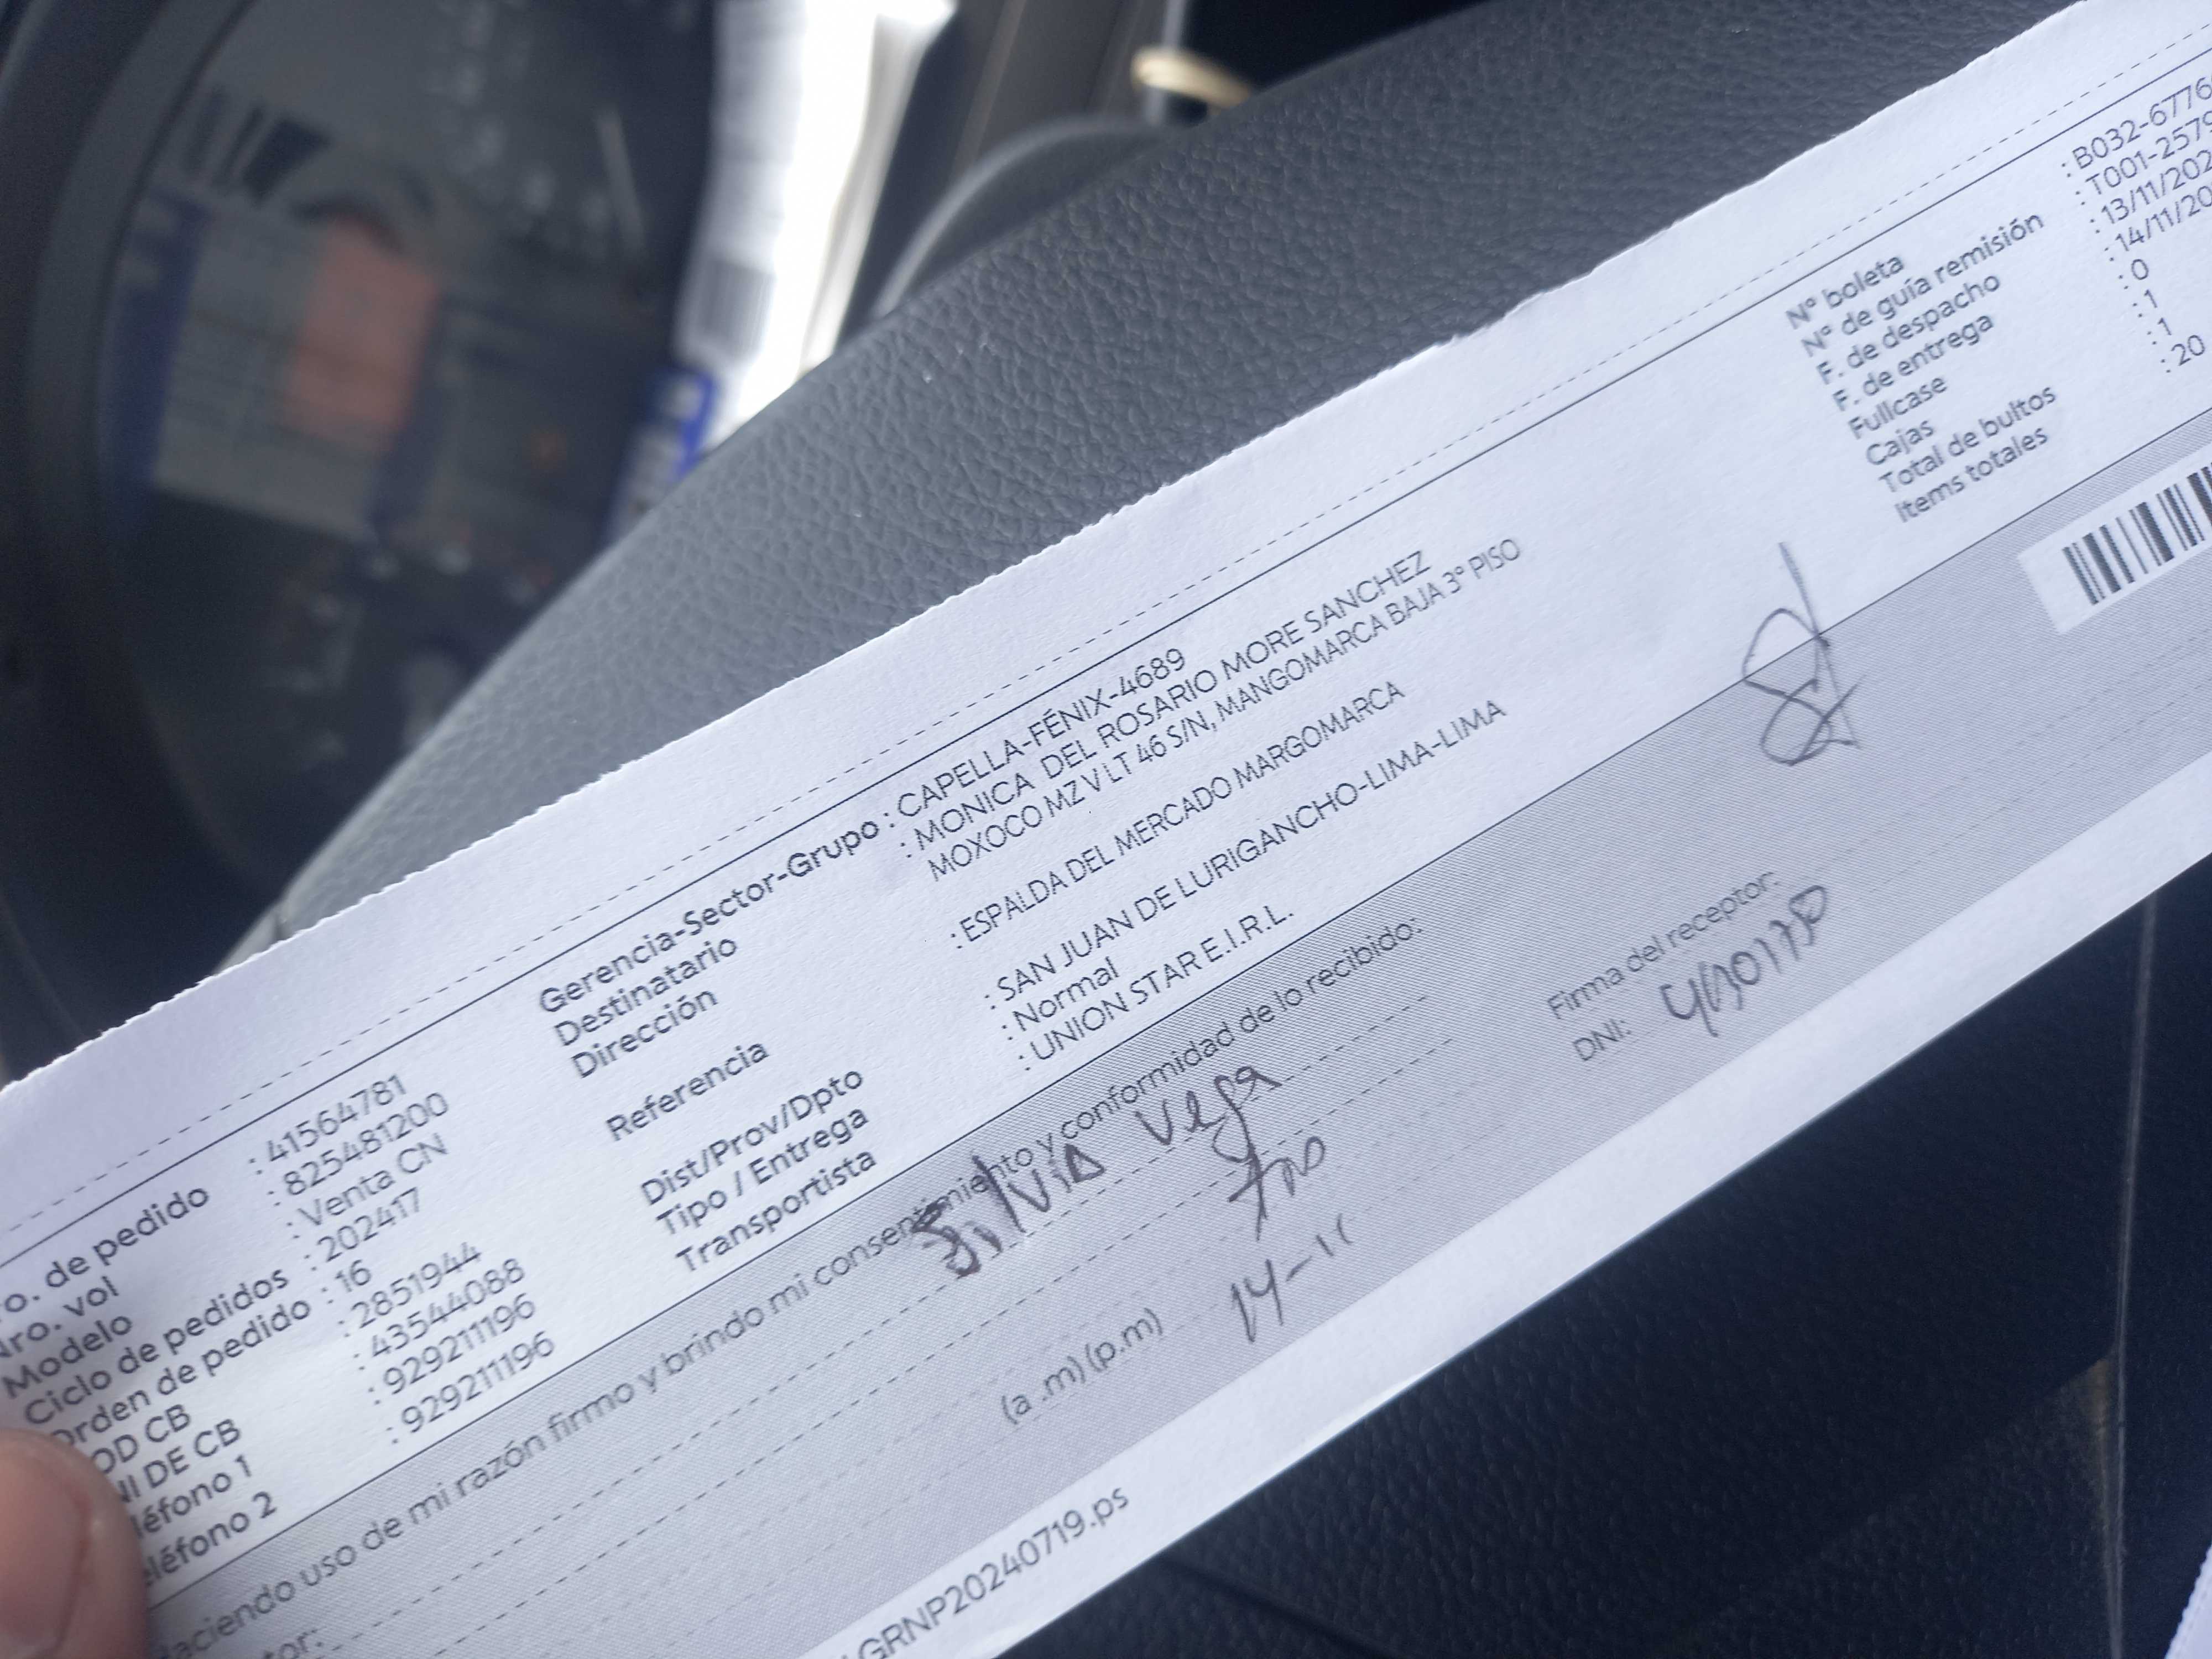 o. de pedido : 41564781
Nro. vol : 825481200
Modelo : Venta CN
Ciclo de pedidos : 202417
Orden de pedido : 16
OD CB : 2851944
NI DE CB : 43544088
léfono 1 : 929211196
eléfono 2 : 929211196
Gerencia-Sector-Grupo : CAPELLA-FÉNIX-4689
Destinatario : MONICA DEL ROSARIO MORE SANCHEZ
Dirección MOXOCO MZ V LT 46 S/N, MANGOMARCA BAJA 3° PISO
Referencia : ESPALDA DEL MERCADO MARGOMARCA
Dist/Prov/Dpto : SAN JUAN DE LURIGANCHO-LIMA-LIMA
Tipo / Entrega : Normal
Transportista : UNION STAR E.I.R.L.
N° boleta : B032-6776
N° de guía remisión : T001-2579
F. de despacho : 13/11/202
F. de entrega : 14/11/20
Fullcase : 0
Cajas : 1
Total de bultos : 1
Items totales : 20
aciendo uso de mi razón firmo y brindo mi consentimiento y conformidad de lo recibido:
tor:
Silvia Vega
(a .m) (p.m) 14-11
Firma del receptor:
DNI:
GRNP20240719.ps